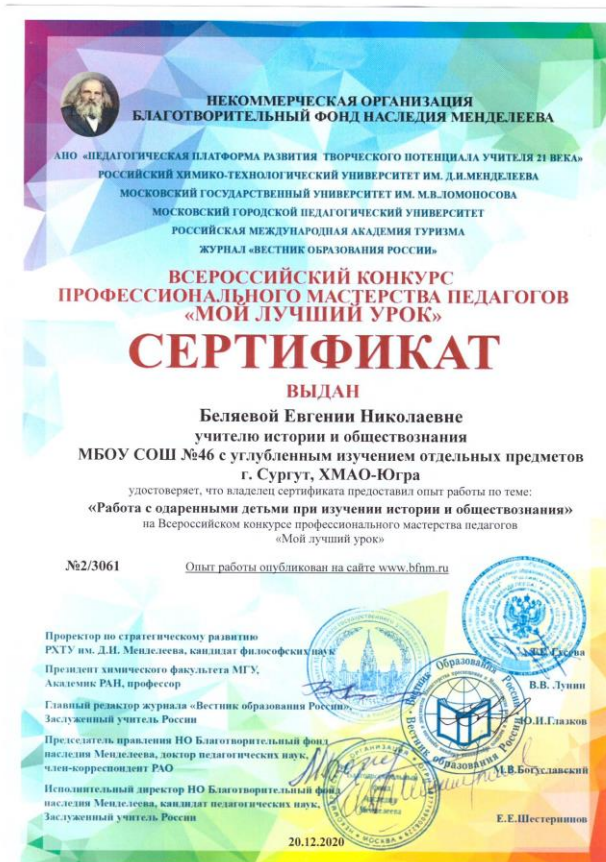 НЕКОММЕРЧЕСКАЯ ОРГАНИЗАЦИЯ
БЛАГОТВОРИТЕЛЬНЫЙ ФОНД НАСЛЕДИЯ МЕНДЕЛЕЕВА
АНО «ПЕДАГОГИЧЕСКАЯ ПЛАТФОРМА РАЗВИТИЯ ТВОРЧЕСКОГО ПОТЕНЦИАЛА УЧИТЕЛЯ 21 ВЕКА»
РОССИЙСКИЙ ХИМИКО-ТЕХНОЛОГИЧЕСКИЙ УНИВЕРСИТЕТ ИМ. Д.И.МЕНДЕЛЕЕВА
МОСКОВСКИЙ ГОСУДАРСТВЕННЫЙ УНИВЕРСИТЕТ ИМ. М.В.ЛОМОНОСОВА
МОСКОВСКИЙ ГОРОДСКОЙ ПЕДАГОГИЧЕСКИЙ УНИВЕРСИТЕТ
РОССИЙСКАЯ МЕЖДУНАРОДНАЯ АКАДЕМИЯ ТУРИЗМА
ЖУРНАЛ «ВЕСТНИК ОБРАЗОВАНИЯ РОССИИ»
ВСЕРОССИЙСКИЙ КОНКУРС
ПРОФЕССИОНАЛЬНОГО МАСТЕРСТВА ПЕДАГОГОВ
«МОЙ ЛУЧШИЙ УРОК»
СЕРТИФИКАТ
ВЫДАН
Беляевой Евгении Николаевне
учителю истории и обществознания
МБОУ СОШ №46 с углубленным изучением отдельных предметов
г. Сургут, ХМАО-Югра
удостоверяет, что владелец сертификата предоставил опыт работы по теме:
«Работа с одаренными детьми при изучении истории и обществознания»
на Всероссийском конкурсе профессионального мастерства педагогов
«Мой лучший урок»
№2/3061 Опыт работы опубликован на сайте www.bfnm.ru
Проректор по стратегическому развитию
РХТУ им. Д.И. Менделеева, кандидат философских наук
Президент химического факультета МГУ,
Академик РАН, профессор В.В. Лунин
Главный редактор журнала «Вестник образования России»,
Заслуженный учитель России Ю.И.Глазков
Председатель правления НО Благотворительный фонд
наследия Менделеева, доктор педагогических наук,
член-корреспондент РАО М.В.Богуславский
Исполнительный директор НО Благотворительный фонд
наследия Менделеева, кандидат педагогических наук,
Заслуженный учитель России Е.Е.Шестернинов
Вестник образования России
20.12.2020